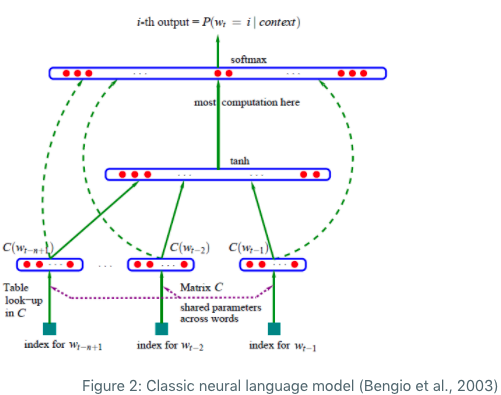 i-th output = P(w_t = i | context)
softmax
. . .
. . .
most computation here
tanh
. . .
. . .
C(w_{t−n+1})
C(w_{t−2})
C(w_{t−1})
. . .
Table
look−up
in C
Matrix C
shared parameters
across words
index for w_{t−n+1}
index for w_{t−2}
index for w_{t−1}
Figure 2: Classic neural language model (Bengio et al., 2003)